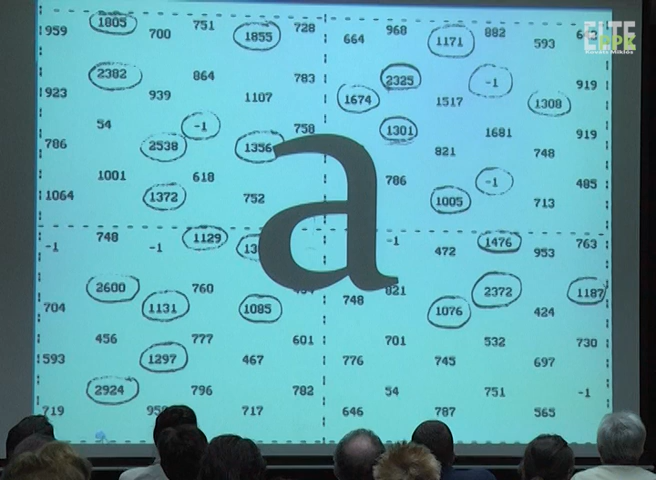 959 1805 700 751 1855 728 664 968 1171 882 593
ELTE
PPK
923 2382 939 864 1107 783 1674 2325 1517 -1 1308 919
786 54 2538 -1 1356 758 1301 821 1681 748 919
1064 1001 1372 618 752 786 1005 -1 713 485
-1 748 -1 1129 -1 472 1476 953 763
704 2600 1131 760 1085 748 821 1076 2372 424 1187
593 456 1297 777 467 601 776 701 745 532 697 730
719 2924 796 717 782 646 54 787 751 565 -1
a